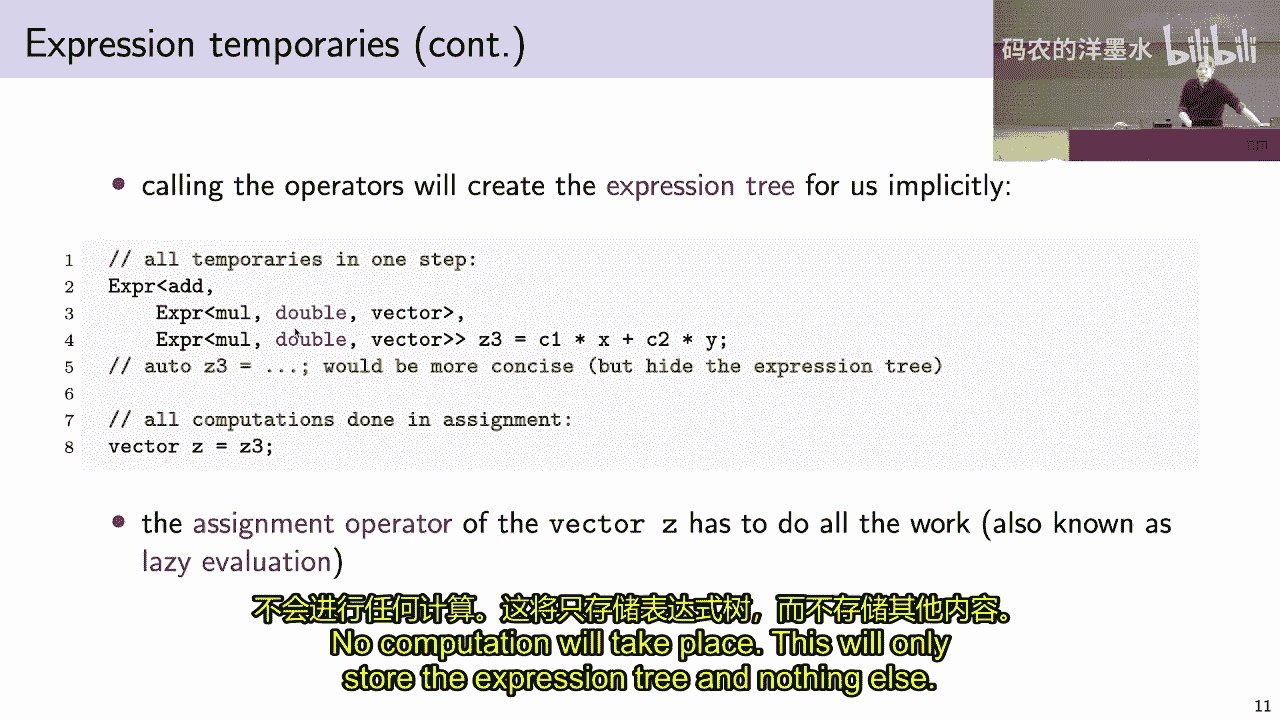 Expression temporaries (cont.)
码农的洋墨水 bilibili
• calling the operators will create the expression tree for us implicitly:
1 // all temporaries in one step:
2 Expr<add,
3 Expr<mul, double, vector>,
4 Expr<mul, double, vector>> z3 = c1 * x + c2 * y;
5 // auto z3 = ...; would be more concise (but hide the expression tree)
6
7 // all computations done in assignment:
8 vector z = z3;
• the assignment operator of the vector z has to do all the work (also known as
lazy evaluation)
不会进行任何计算。这将只存储表达式树，而不存储其他内容。
No computation will take place. This will only
store the expression tree and nothing else.
11